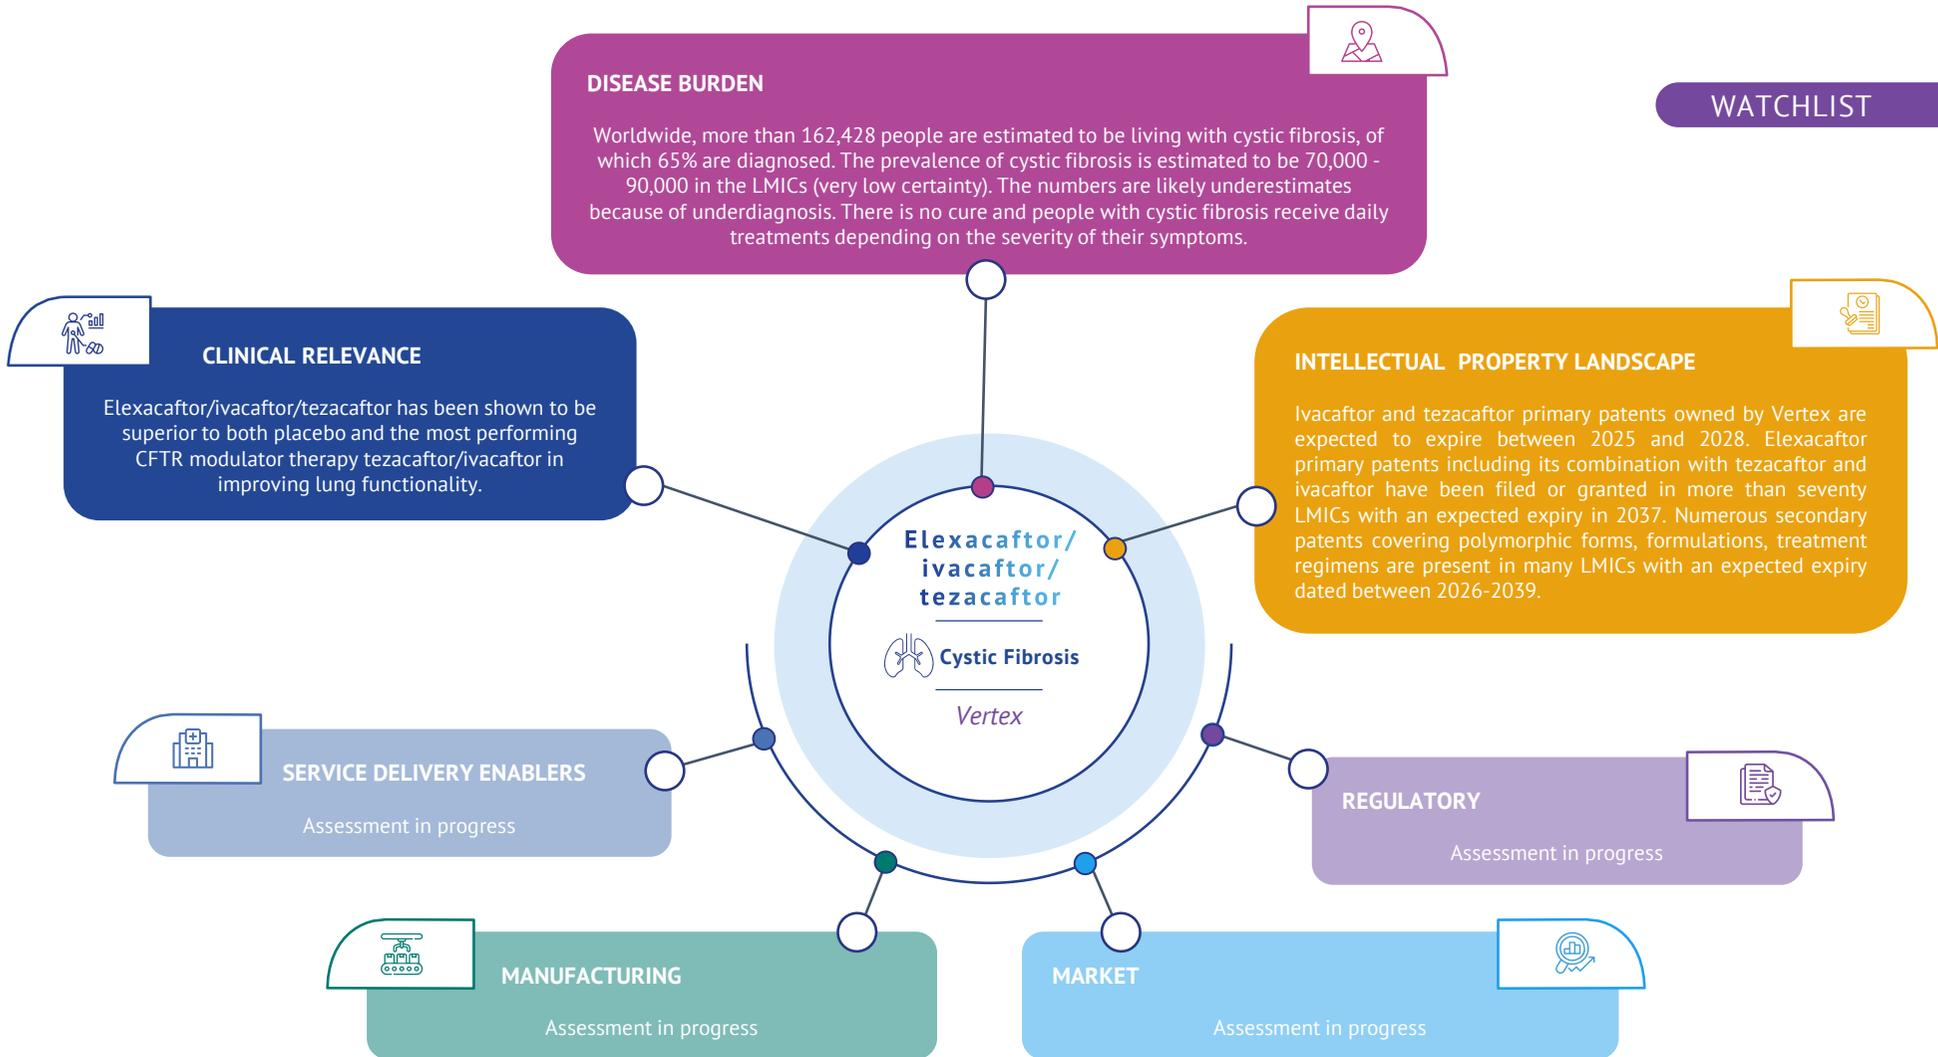 DISEASE BURDEN
Worldwide, more than 162,428 people are estimated to be living with cystic fibrosis, of
which 65% are diagnosed. The prevalence of cystic fibrosis is estimated to be 70,000 -
90,000 in the LMICs (very low certainty). The numbers are likely underestimates
because of underdiagnosis. There is no cure and people with cystic fibrosis receive daily
treatments depending on the severity of their symptoms.
WATCHLIST
CLINICAL RELEVANCE
Elexacaftor/ivacaftor/tezacaftor has been shown to be
superior to both placebo and the most performing
CFTR modulator therapy tezacaftor/ivacaftor in
improving lung functionality.
INTELLECTUAL PROPERTY LANDSCAPE
Ivacaftor and tezacaftor primary patents owned by Vertex are
expected to expire between 2025 and 2028. Elexacaftor
primary patents including its combination with tezacaftor and
ivacaftor have been filed or granted in more than seventy
LMICs with an expected expiry in 2037. Numerous secondary
patents covering polymorphic forms, formulations, treatment
regimens are present in many LMICs with an expected expiry
dated between 2026-2039.
Elexacaftor/
ivacaftor/
tezacaftor
Cystic Fibrosis
Vertex
SERVICE DELIVERY ENABLERS
Assessment in progress
REGULATORY
Assessment in progress
MANUFACTURING
Assessment in progress
MARKET
Assessment in progress